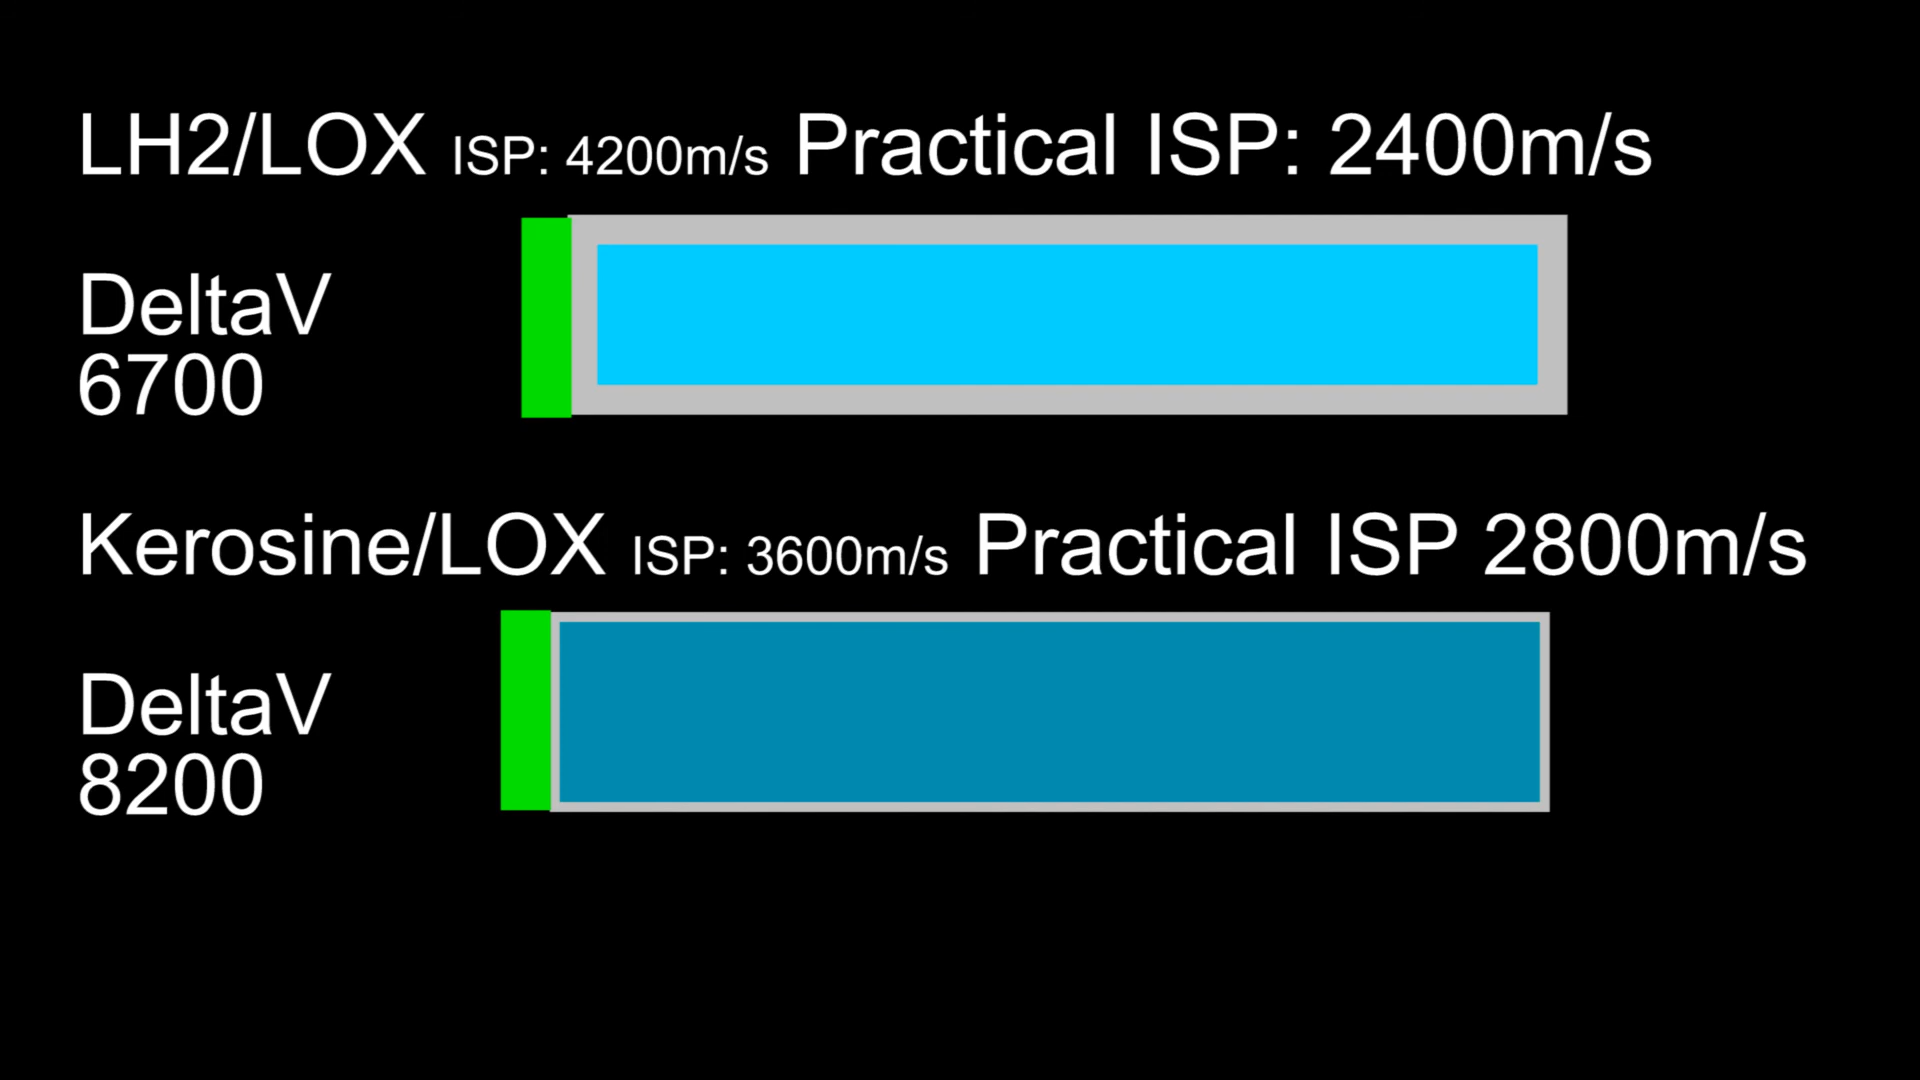 LH2/LOX ISP: 4200m/s Practical ISP: 2400m/s
DeltaV
6700
Kerosine/LOX ISP: 3600m/s Practical ISP 2800m/s
DeltaV
8200